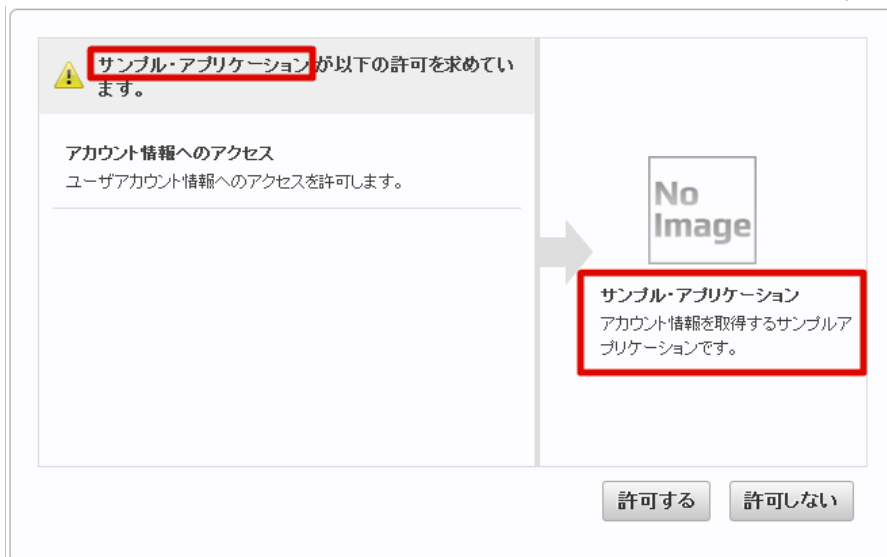 サンプル・アプリケーションが以下の許可を求めてい
ます。
アカウント情報へのアクセス
ユーザアカウント情報へのアクセスを許可します。
No
Image
サンプル・アプリケーション
アカウント情報を取得するサンプルア
プリケーションです。
許可する
許可しない